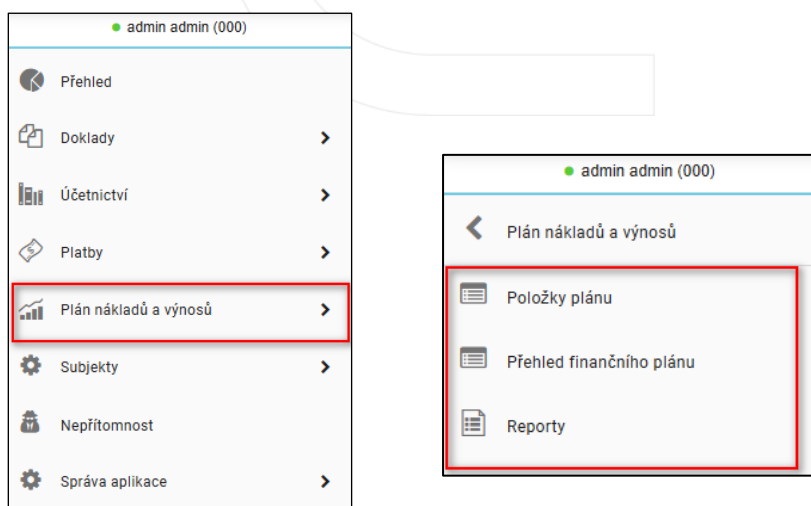 admin admin (000)
Přehled
Doklady
Účetnictví
Platby
Plán nákladů a výnosů
Subjekty
Nepřítomnost
Správa aplikace
admin admin (000)
Plán nákladů a výnosů
Položky plánu
Přehled finančního plánu
Reporty